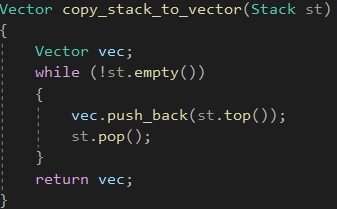 Vector copy_stack_to_vector(Stack st)
{
    Vector vec;
    while (!st.empty())
    {
        vec.push_back(st.top());
        st.pop();
    }
    return vec;
}